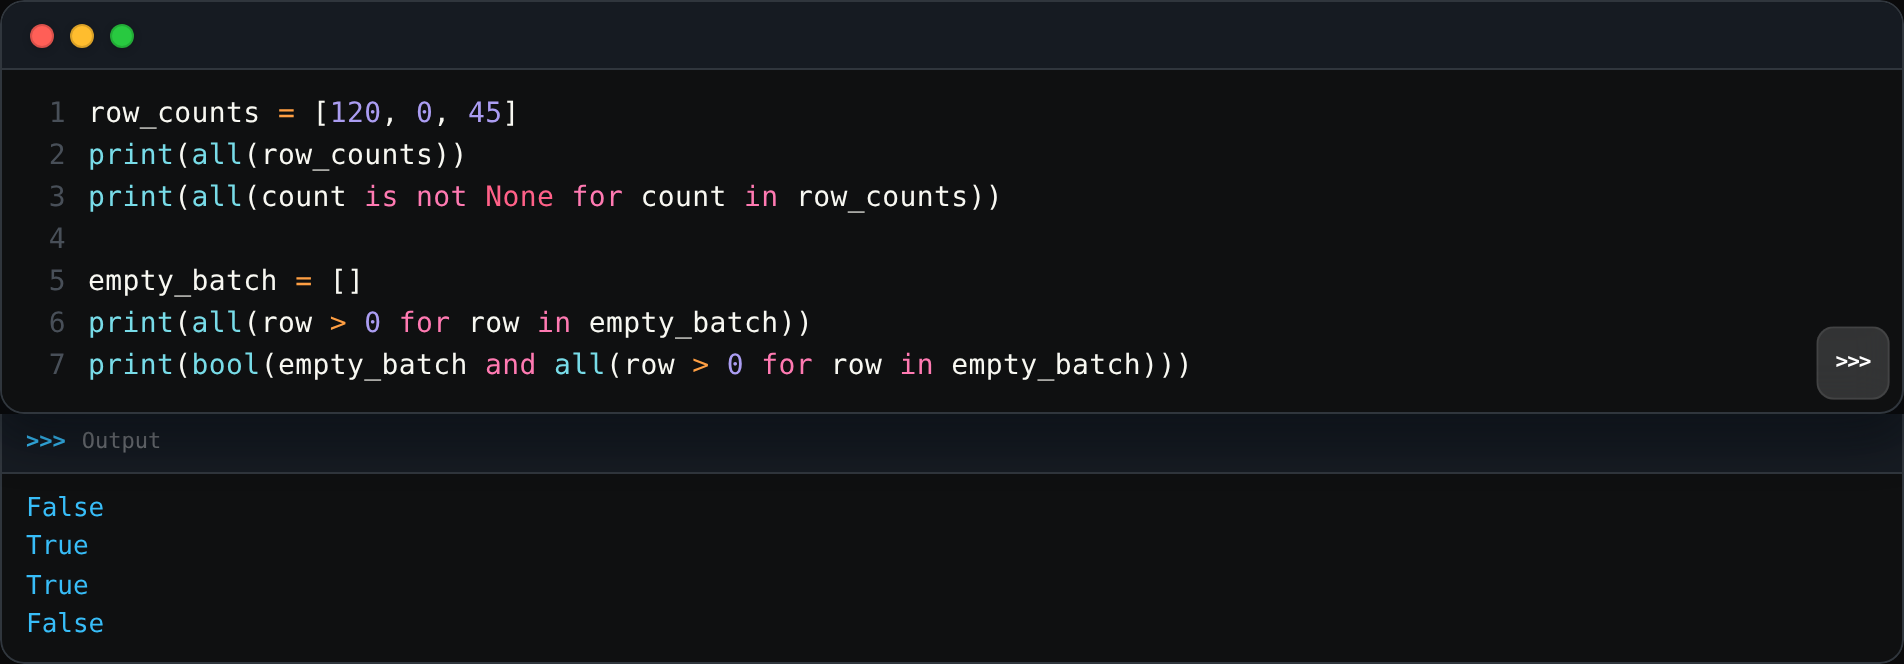 1 row_counts = [120, 0, 45]
2 print(all(row_counts))
3 print(all(count is not None for count in row_counts))
4
5 empty_batch = []
6 print(all(row > 0 for row in empty_batch))
7 print(bool(empty_batch and all(row > 0 for row in empty_batch)))
>>>
>>> Output
False
True
True
False